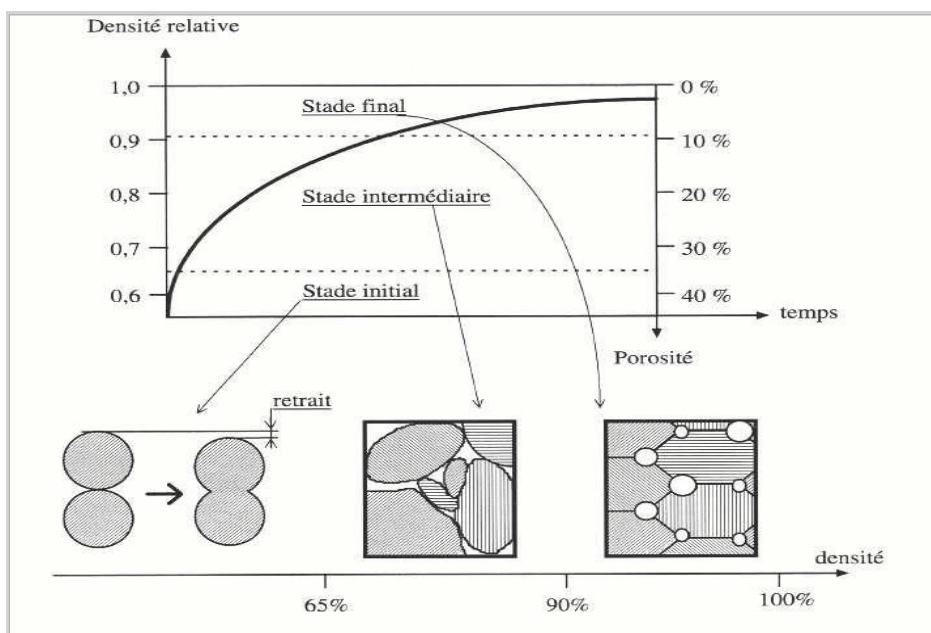 Densité relative
1,0
0 %
Stade final
0,9
10 %
Stade intermédiaire
0,8
20 %
0,7
30 %
Stade initial
0,6
40 %
temps
Porosité
retrait
densité
65%
90%
100%